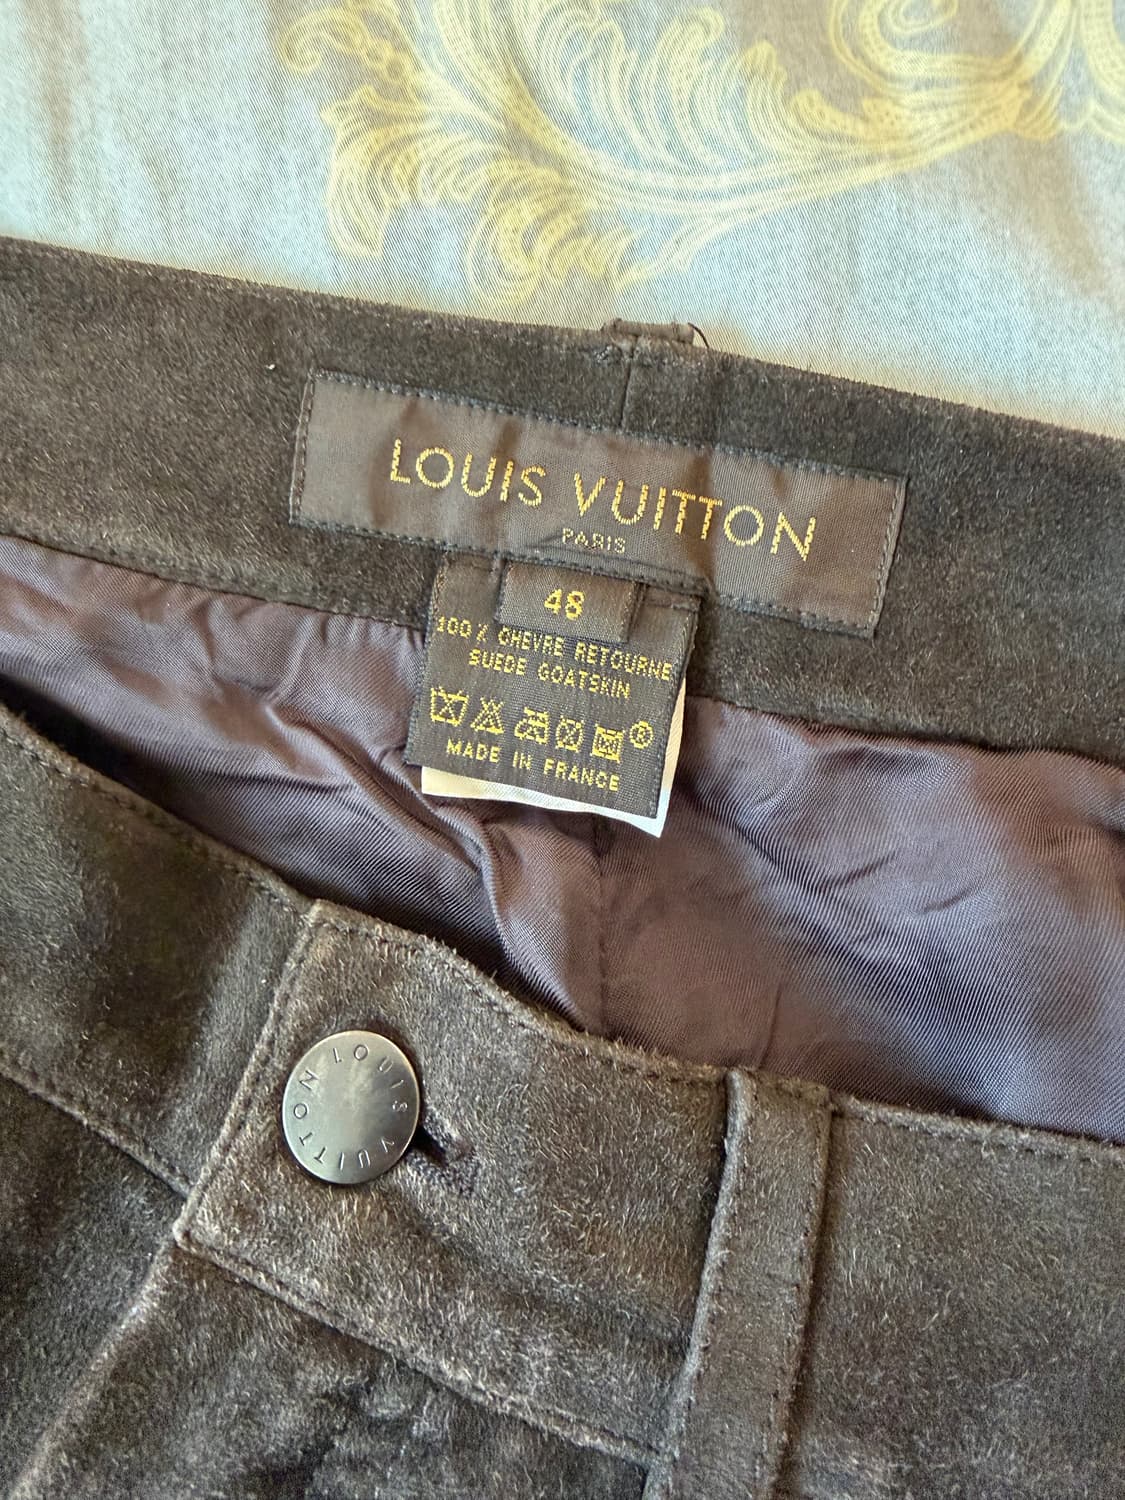 LOUIS VUITTON
PARIS
48
100% CHEVRE RETOURNE
SUEDE GOATSKIN
®
MADE IN FRANCE
LOUIS VUITTON